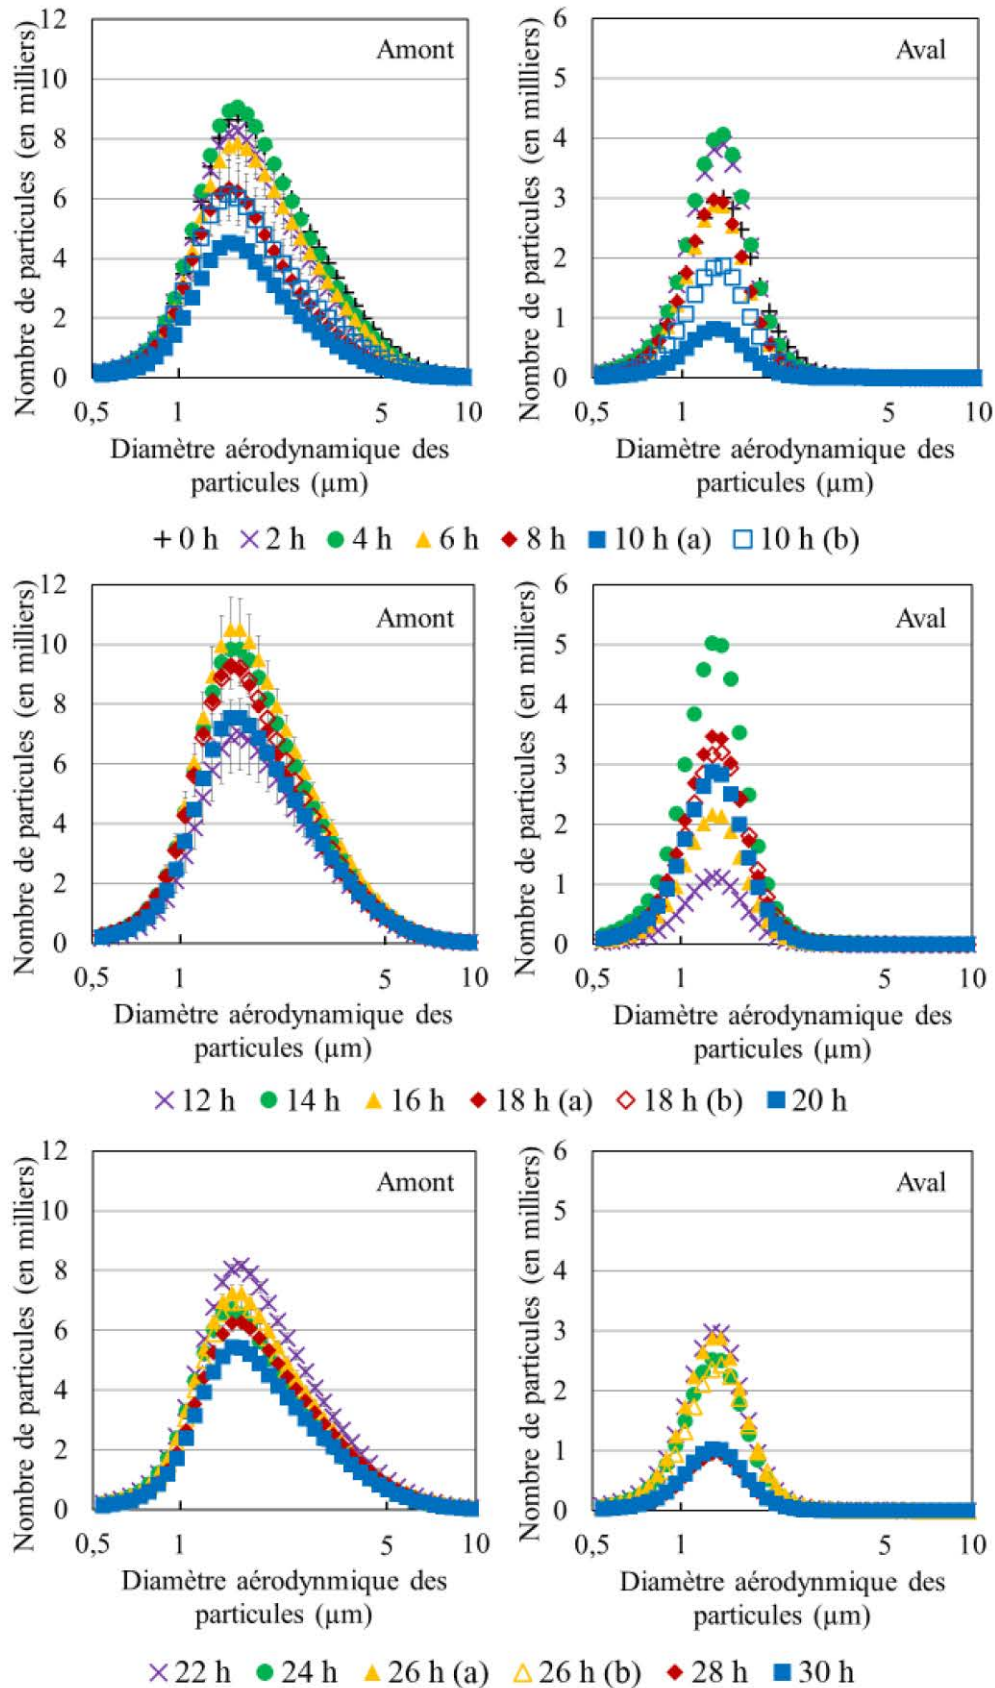 Nombre de particules (en milliers)
12
10
8
6
4
2
0
Amont
0,5 1 5 10
Diamètre aérodynamique des
particules (µm)
Nombre de particules (en milliers)
6
5
4
3
2
1
0
Aval
0,5 1 5 10
Diamètre aérodynamique des
particules (µm)
0 h 2 h 4 h 6 h 8 h 10 h (a) 10 h (b)
Nombre de particules (en milliers)
12
10
8
6
4
2
0
Amont
0,5 1 5 10
Diamètre aérodynamique des
particules (µm)
Nombre de particules (en milliers)
6
5
4
3
2
1
0
Aval
0,5 1 5 10
Diamètre aérodynamique des
particules (µm)
12 h 14 h 16 h 18 h (a) 18 h (b) 20 h
Nombre de particules (en milliers)
12
10
8
6
4
2
0
Amont
0,5 1 5 10
Diamètre aérodynmique des
particules (µm)
Nombre de particules (en milliers)
6
5
4
3
2
1
0
Aval
0,5 1 5 10
Diamètre aérodynmique des
particules (µm)
22 h 24 h 26 h (a) 26 h (b) 28 h 30 h